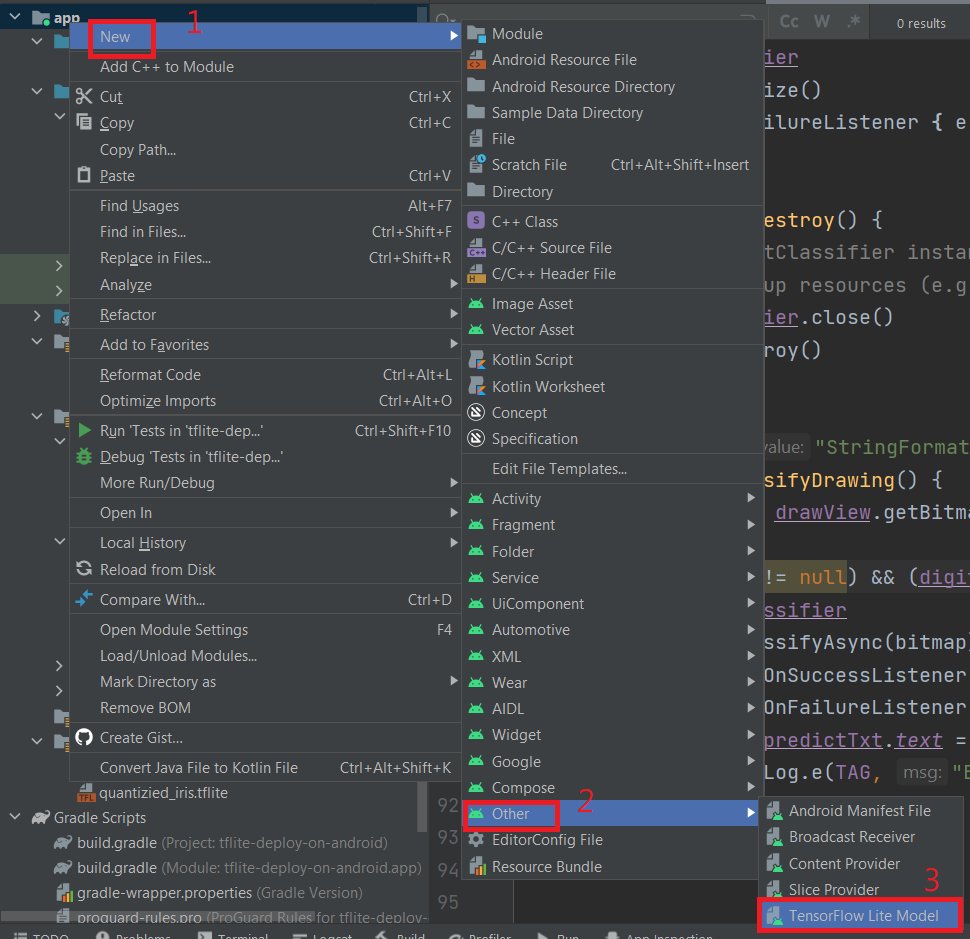 app
New
1
Add C++ to Module
Cut Ctrl+X
Copy Ctrl+C
Copy Path...
Paste Ctrl+V
Find Usages Alt+F7
Find in Files... Ctrl+Shift+F
Replace in Files... Ctrl+Shift+R
Analyze
Refactor
Add to Favorites
Reformat Code Ctrl+Alt+L
Optimize Imports Ctrl+Alt+O
Run 'Tests in 'tflite-dep...' Ctrl+Shift+F10
Debug 'Tests in 'tflite-dep...'
More Run/Debug
Open In
Local History
Reload from Disk
Compare With... Ctrl+D
Open Module Settings F4
Load/Unload Modules...
Mark Directory as
Remove BOM
Create Gist...
Convert Java File to Kotlin File Ctrl+Alt+Shift+K
quantizied_iris.tflite
Gradle Scripts
build.gradle (Project: tflite-deploy-on-android)
build.gradle (Module: tflite-deploy-on-android.app)
gradle-wrapper.properties (Gradle Version)
proguard-rules.pro (ProGuard Rules for tflite-deploy-
TODO Problems Terminal Logcat Build Profiler Run App Inspection
Module
Android Resource File
Android Resource Directory
Sample Data Directory
File
Scratch File Ctrl+Alt+Shift+Insert
Directory
C++ Class
C/C++ Source File
C/C++ Header File
Image Asset
Vector Asset
Kotlin Script
Kotlin Worksheet
Concept
Specification
Edit File Templates...
Activity
Fragment
Folder
Service
UiComponent
Automotive
XML
Wear
AIDL
Widget
Google
Compose
Other
2
EditorConfig File
Resource Bundle
92
93
94
95
Android Manifest File
Broadcast Receiver
Content Provider
Slice Provider
3
TensorFlow Lite Model
Cc W .* 0 results
ier
ize()
ilureListener { e
estroy() {
tClassifier instan
up resources (e.g
ier.close()
roy()
value: "StringFormat
sifyDrawing() {
drawView.getBitma
!= null) && (digit
ssifier
ssifyAsync(bitmap)
OnSuccessListener
OnFailureListener
predictTxt.text =
Log.e(TAG, msg: "E